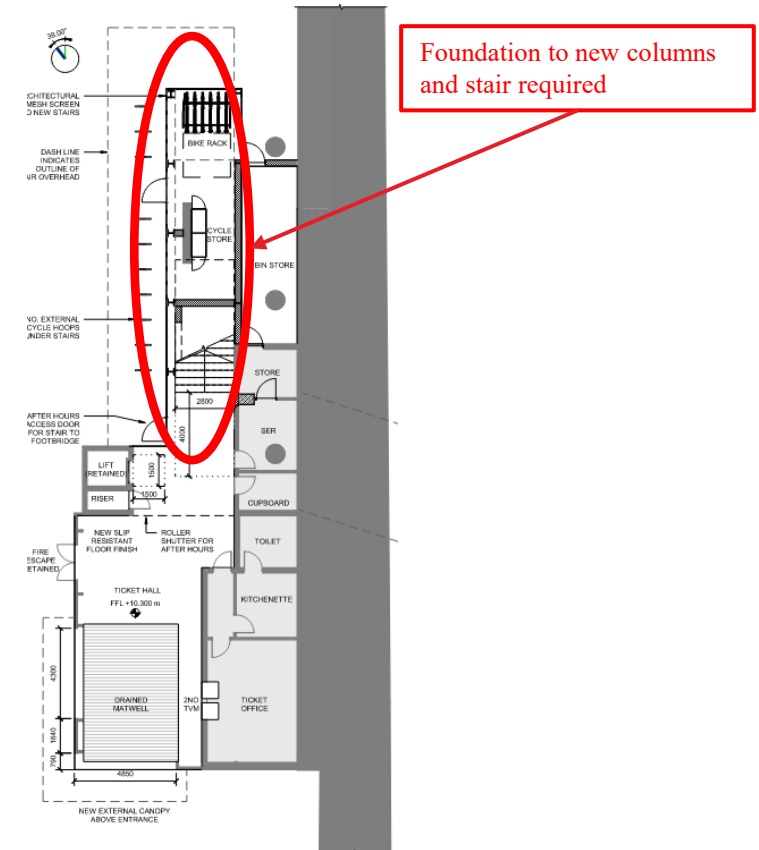 38.00°
Foundation to new columns
and stair required
CHITECTURAL
MESH SCREEN
O NEW STAIRS
BIKE RACK
DASH LINE
INDICATES
OUTLINE OF
AIR OVERHEAD
CYCLE
STORE
BIN STORE
NO. EXTERNAL
CYCLE HOOPS
UNDER STAIRS
STORE
2800
AFTER HOURS
ACCESS DOOR
FOR STAIR TO
FOOTBRIDGE
4000
SER
LIFT
(RETAINED)
1500
1500
RISER
CUPBOARD
NEW SLIP
RESISTANT
FLOOR FINISH
ROLLER
SHUTTER FOR
AFTER HOURS
TOILET
FIRE
ESCAPE
ETAINED
TICKET HALL
FFL +10.300 m
KITCHENETTE
4300
DRAINED
MATWELL
2NO
TVM
TICKET
OFFICE
1640
790
4850
NEW EXTERNAL CANOPY
ABOVE ENTRANCE